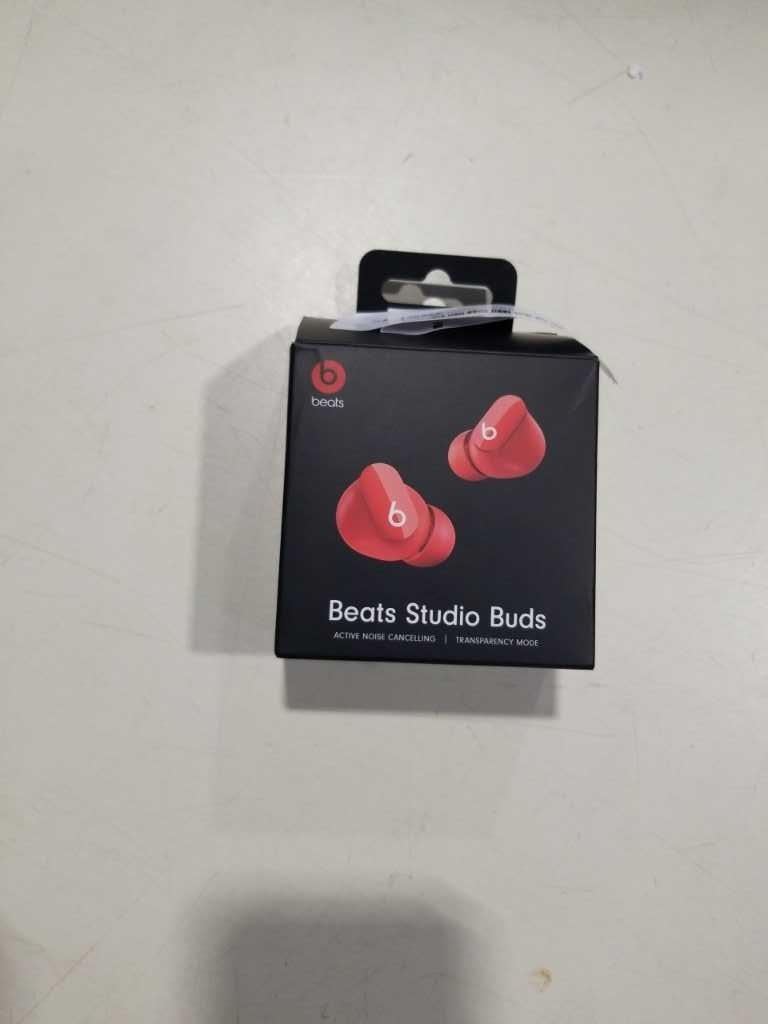 beats
Beats Studio Buds
ACTIVE NOISE CANCELLING | TRANSPARENCY MODE